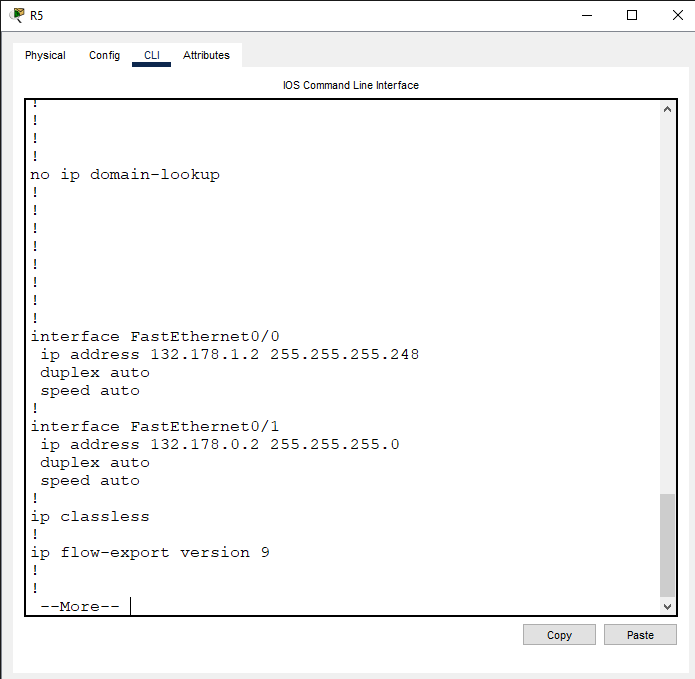 R5
Physical Config CLI Attributes
IOS Command Line Interface
!
!
!
!
no ip domain-lookup
!
!
!
!
!
!
!
!
interface FastEthernet0/0
 ip address 132.178.1.2 255.255.255.248
 duplex auto
 speed auto
!
interface FastEthernet0/1
 ip address 132.178.0.2 255.255.255.0
 duplex auto
 speed auto
!
ip classless
!
ip flow-export version 9
!
!
 --More--
Copy Paste